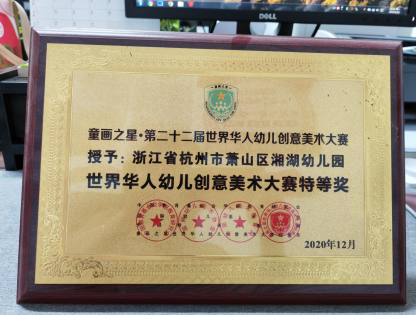 DELL
童画之星·第二十二届世界华人幼儿创意美术大赛
授予：浙江省杭州市萧山区湘湖幼儿园
世界华人幼儿创意美术大赛特等奖
2020年12月